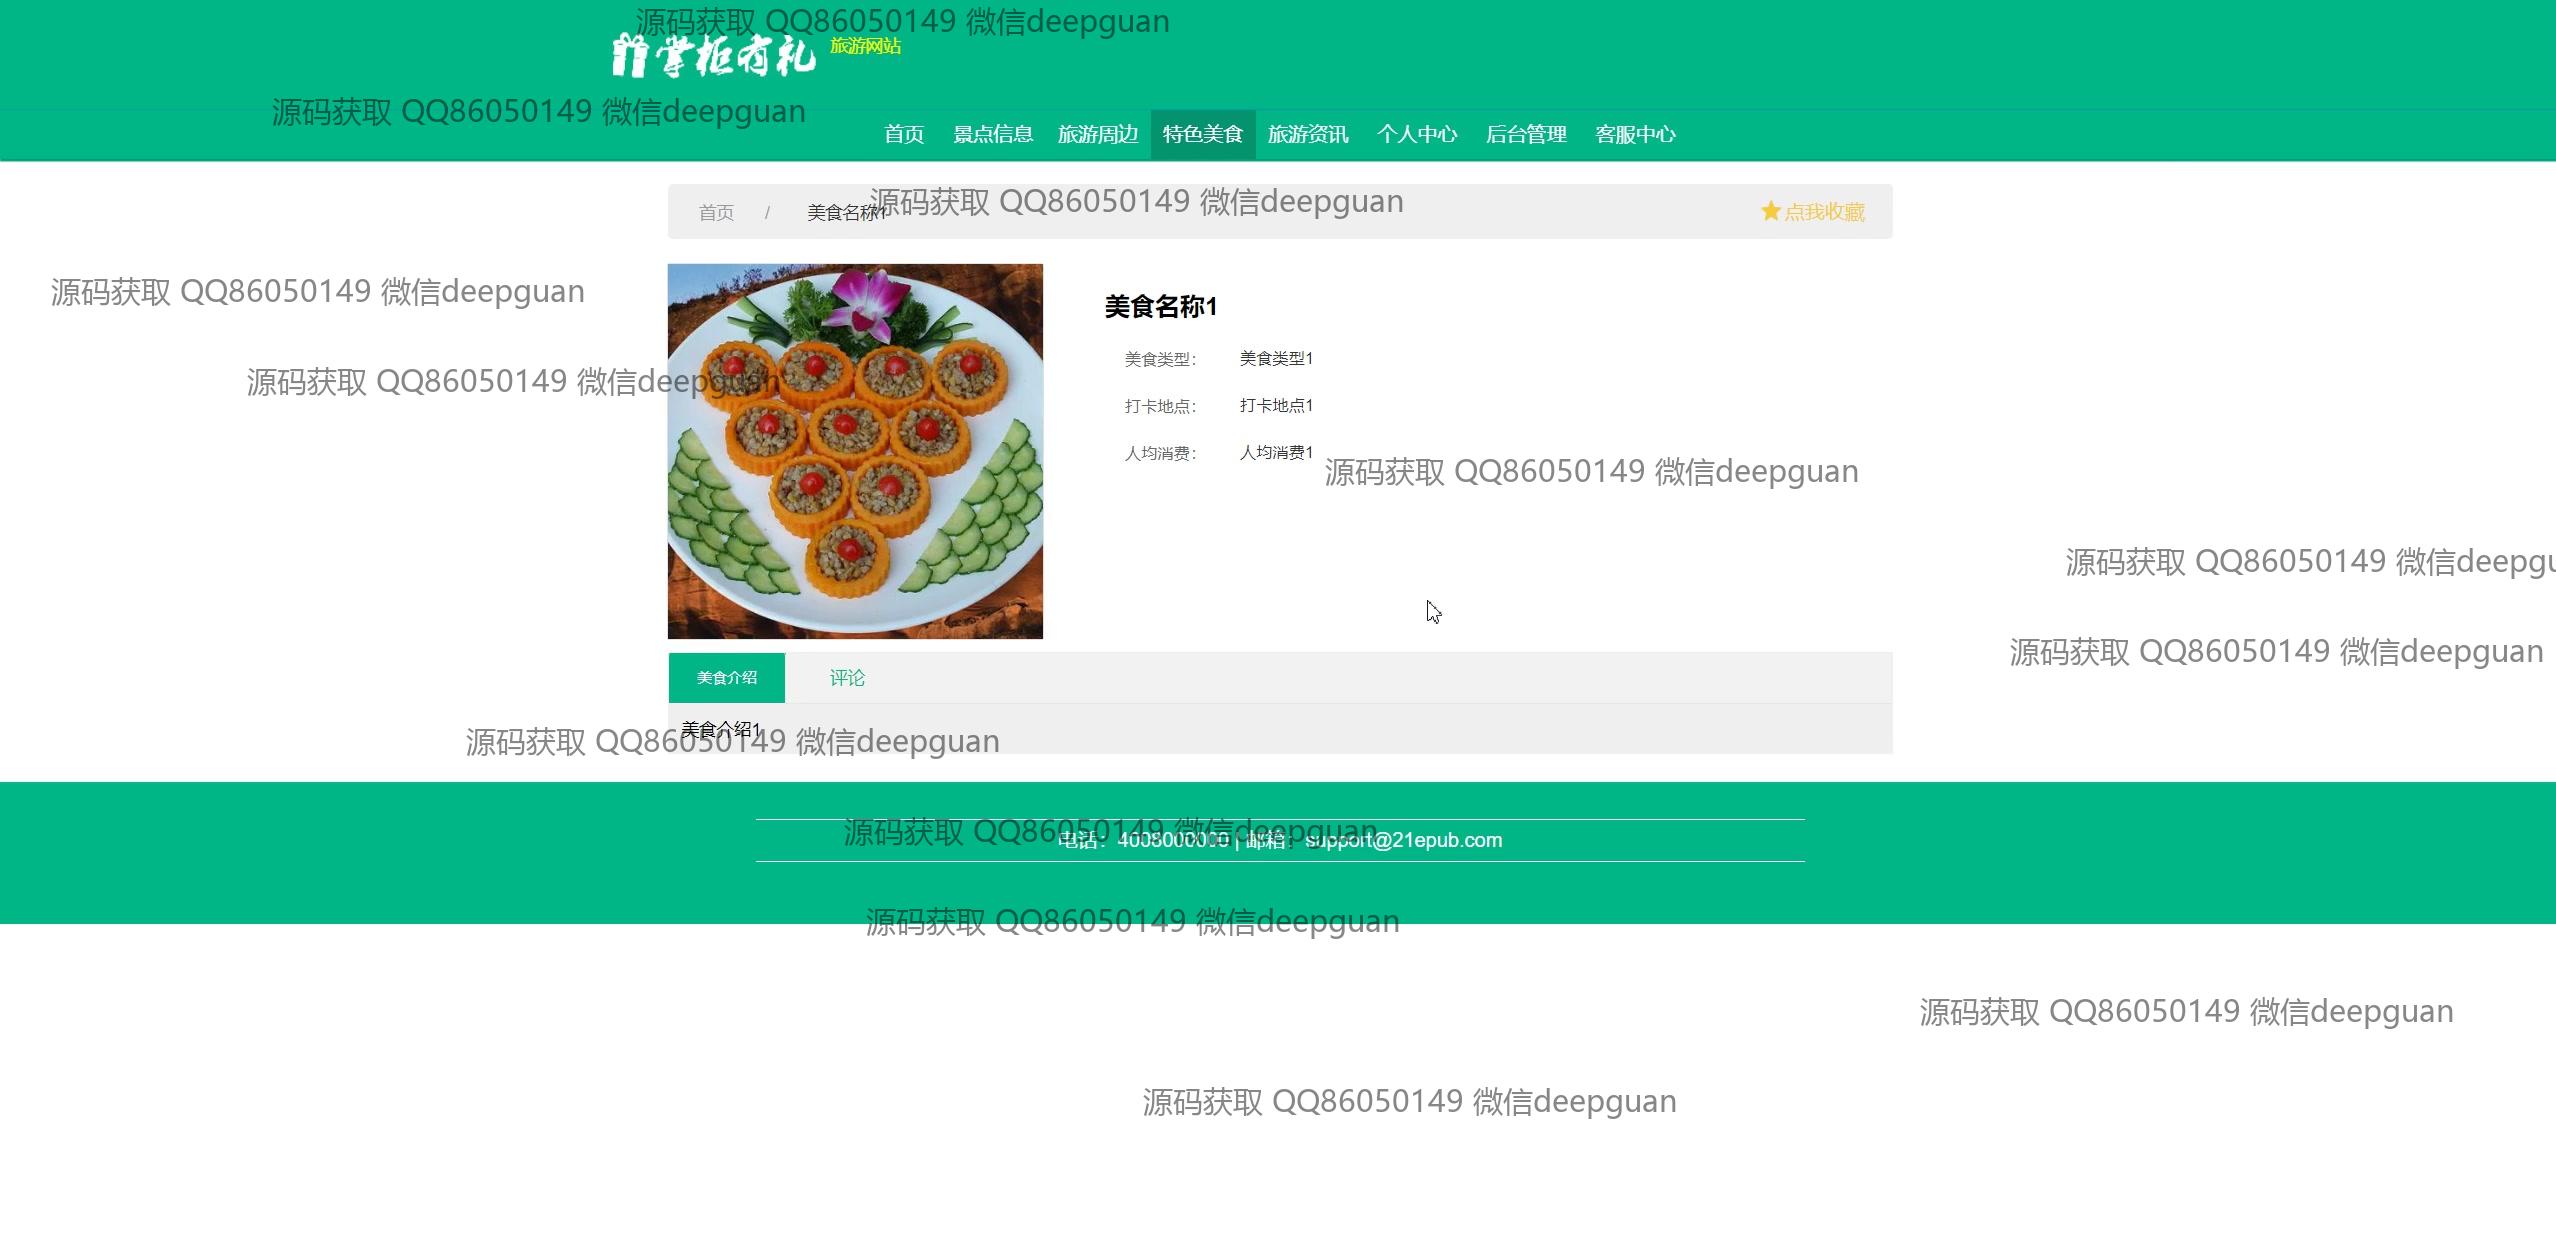 源码获取 QQ86050149 微信deepguan
掌柜有礼 旅游网站
源码获取 QQ86050149 微信deepguan
首页 景点信息 旅游周边 特色美食 旅游资讯 个人中心 后台管理 客服中心
源码获取 QQ86050149 微信deepguan
首页 / 美食名称1 点我收藏
源码获取 QQ86050149 微信deepguan
美食名称1
美食类型： 美食类型1
源码获取 QQ86050149 微信deepguan
打卡地点： 打卡地点1
人均消费： 人均消费1
源码获取 QQ86050149 微信deepguan
源码获取 QQ86050149 微信deepgu
源码获取 QQ86050149 微信deepguan
美食介绍 评论
美食介绍1
源码获取 QQ86050149 微信deepguan
源码获取 QQ86050149 微信deepguan
电话：4008000000 | 邮箱：support@21epub.com
源码获取 QQ86050149 微信deepguan
源码获取 QQ86050149 微信deepguan
源码获取 QQ86050149 微信deepguan